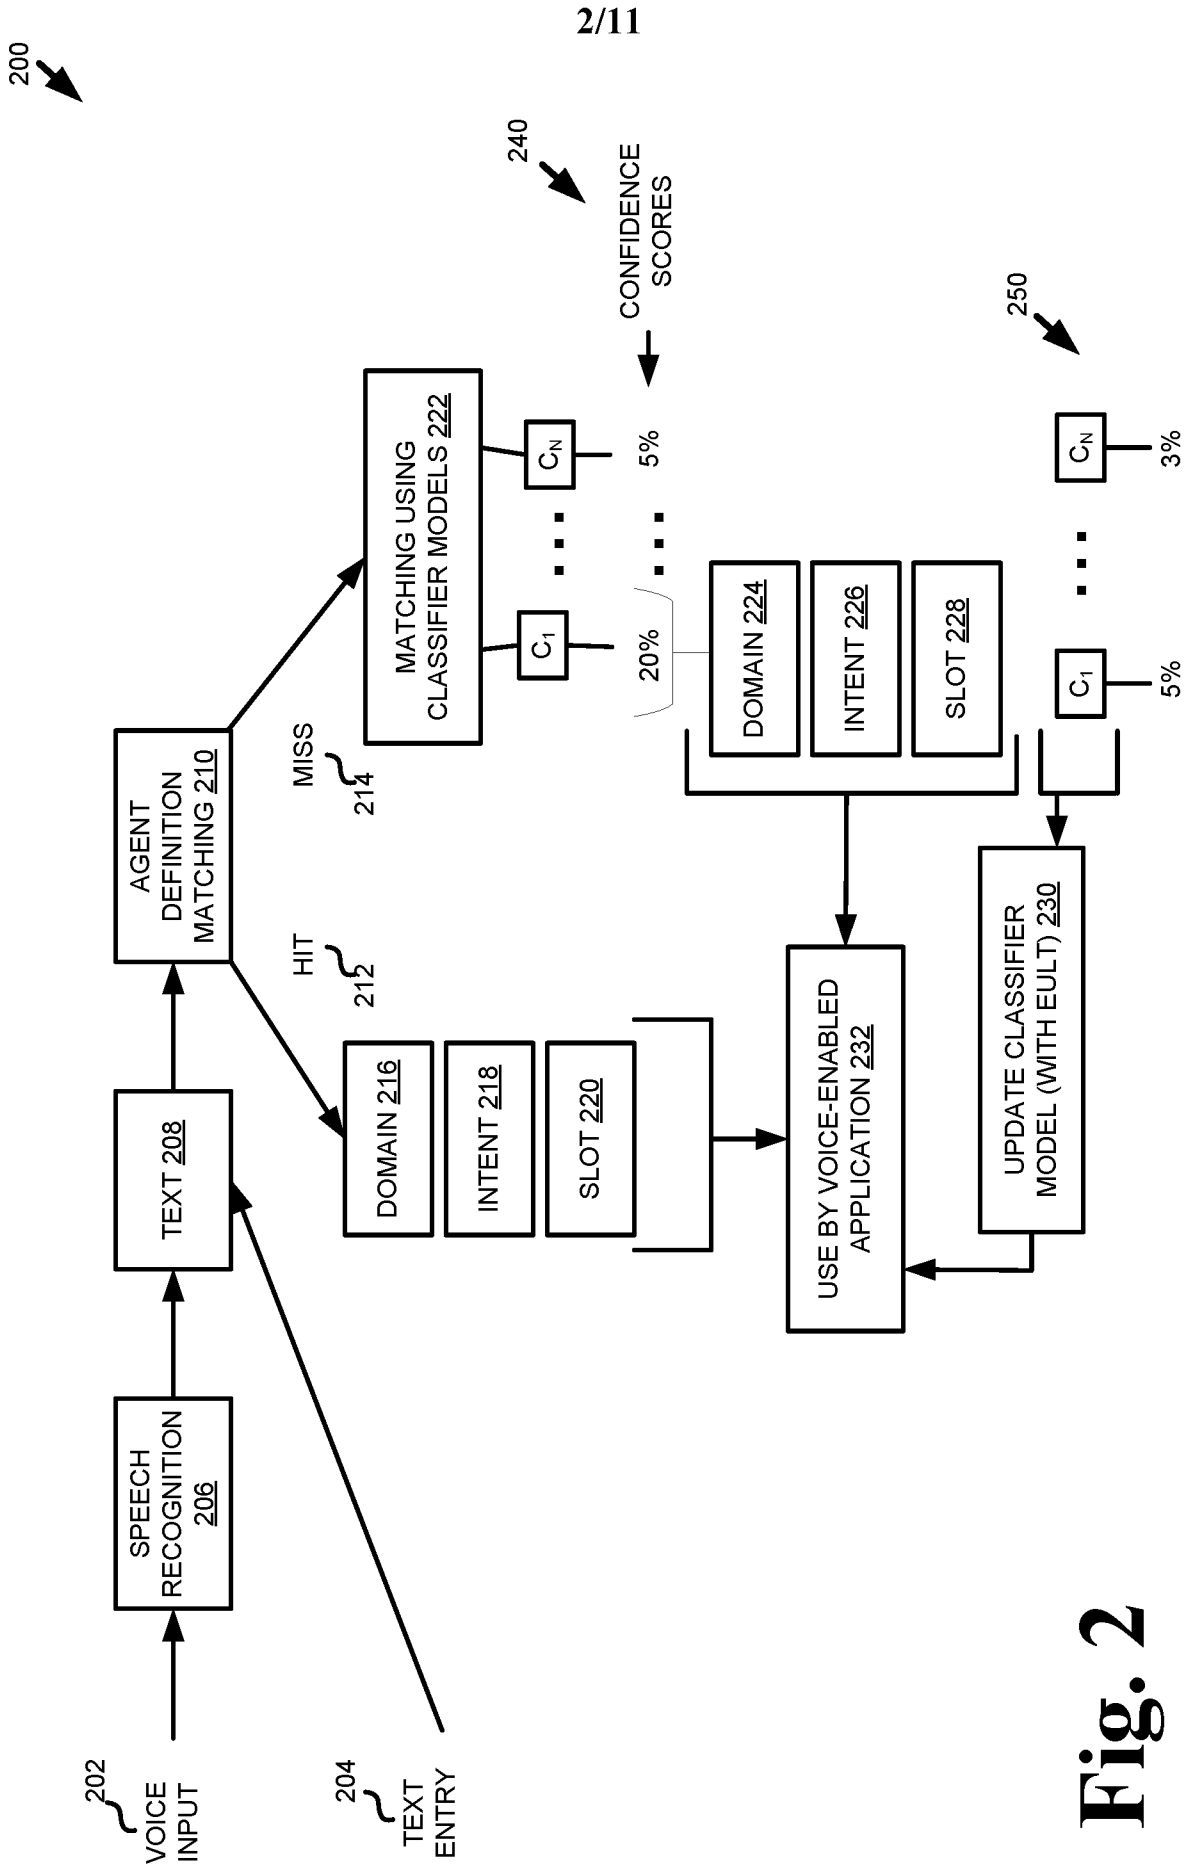 2/11
200
202
VOICE
INPUT
204
TEXT
ENTRY
SPEECH
RECOGNITION
206
TEXT 208
AGENT
DEFINITION
MATCHING 210
HIT
212
MISS
214
DOMAIN 216
INTENT 218
SLOT 220
MATCHING USING
CLASSIFIER MODELS 222
C1
CN
240
CONFIDENCE
SCORES
20%
5%
DOMAIN 224
INTENT 226
SLOT 228
USE BY VOICE-ENABLED
APPLICATION 232
UPDATE CLASSIFIER
MODEL (WITH EULT) 230
250
C1
CN
5%
3%
Fig. 2